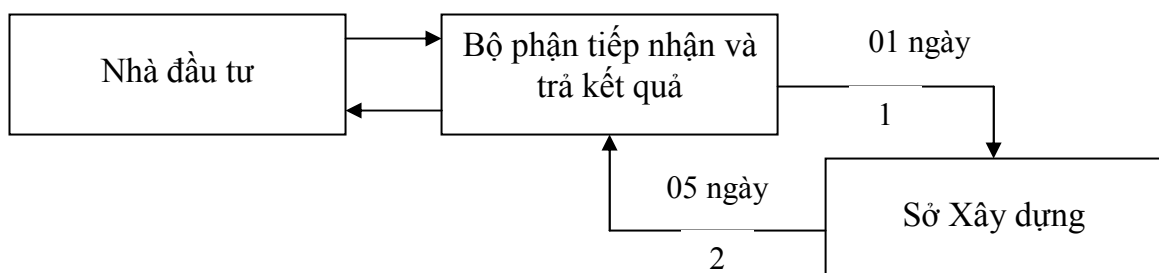 Nhà đầu tư
Bộ phận tiếp nhận và
trả kết quả
01 ngày
1
05 ngày
2
Sở Xây dựng